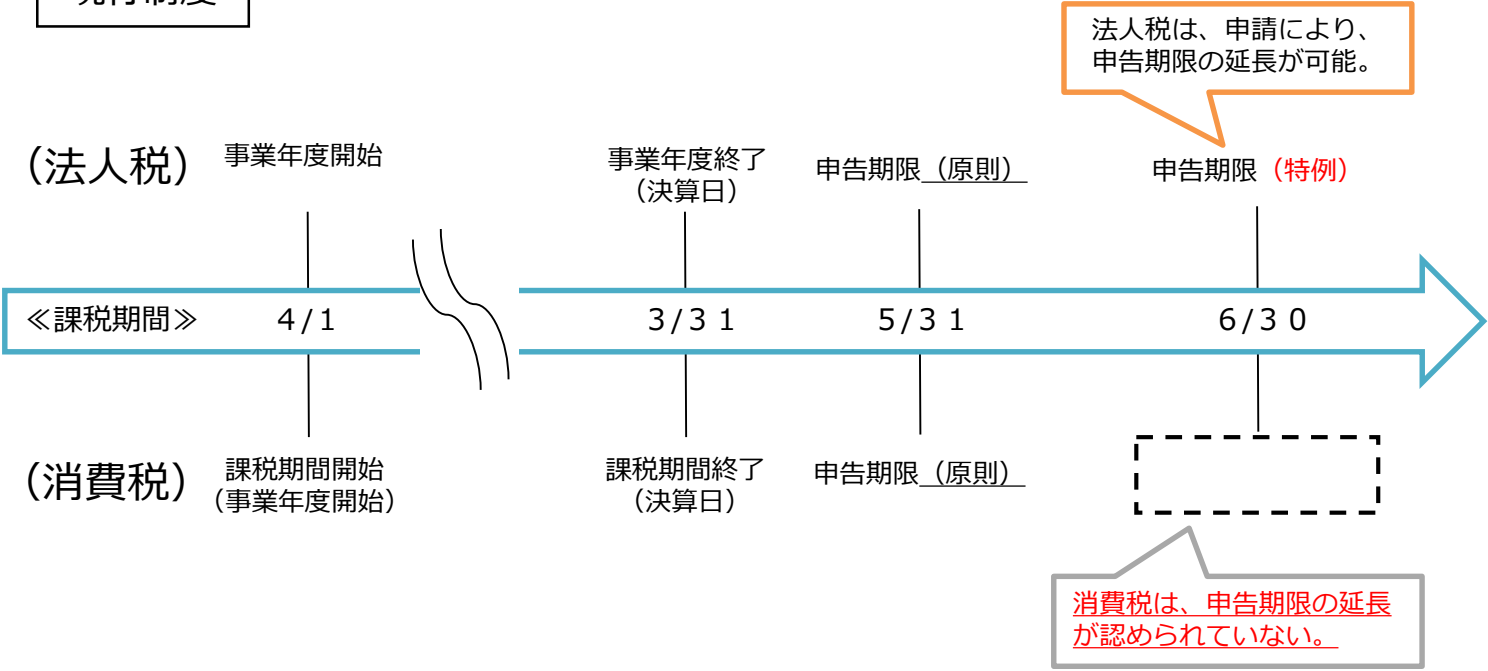 現行制度
法人税は、申請により、
申告期限の延長が可能。
（法人税）
事業年度開始
事業年度終了
（決算日）
申告期限（原則）
申告期限（特例）
≪課税期間≫
４/１
３/３１
５/３１
６/３０
（消費税）
課税期間開始
（事業年度開始）
課税期間終了
（決算日）
申告期限（原則）
消費税は、申告期限の延長
が認められていない。